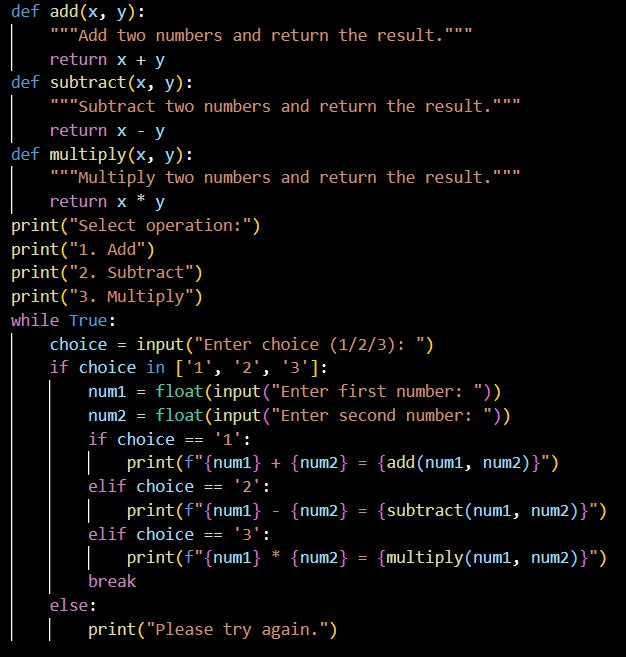 def add(x, y):
    """Add two numbers and return the result."""
    return x + y
def subtract(x, y):
    """Subtract two numbers and return the result."""
    return x - y
def multiply(x, y):
    """Multiply two numbers and return the result."""
    return x * y
print("Select operation:")
print("1. Add")
print("2. Subtract")
print("3. Multiply")
while True:
    choice = input("Enter choice (1/2/3): ")
    if choice in ['1', '2', '3']:
        num1 = float(input("Enter first number: "))
        num2 = float(input("Enter second number: "))
        if choice == '1':
            print(f"{num1} + {num2} = {add(num1, num2)}")
        elif choice == '2':
            print(f"{num1} - {num2} = {subtract(num1, num2)}")
        elif choice == '3':
            print(f"{num1} * {num2} = {multiply(num1, num2)}")
        break
    else:
        print("Please try again.")